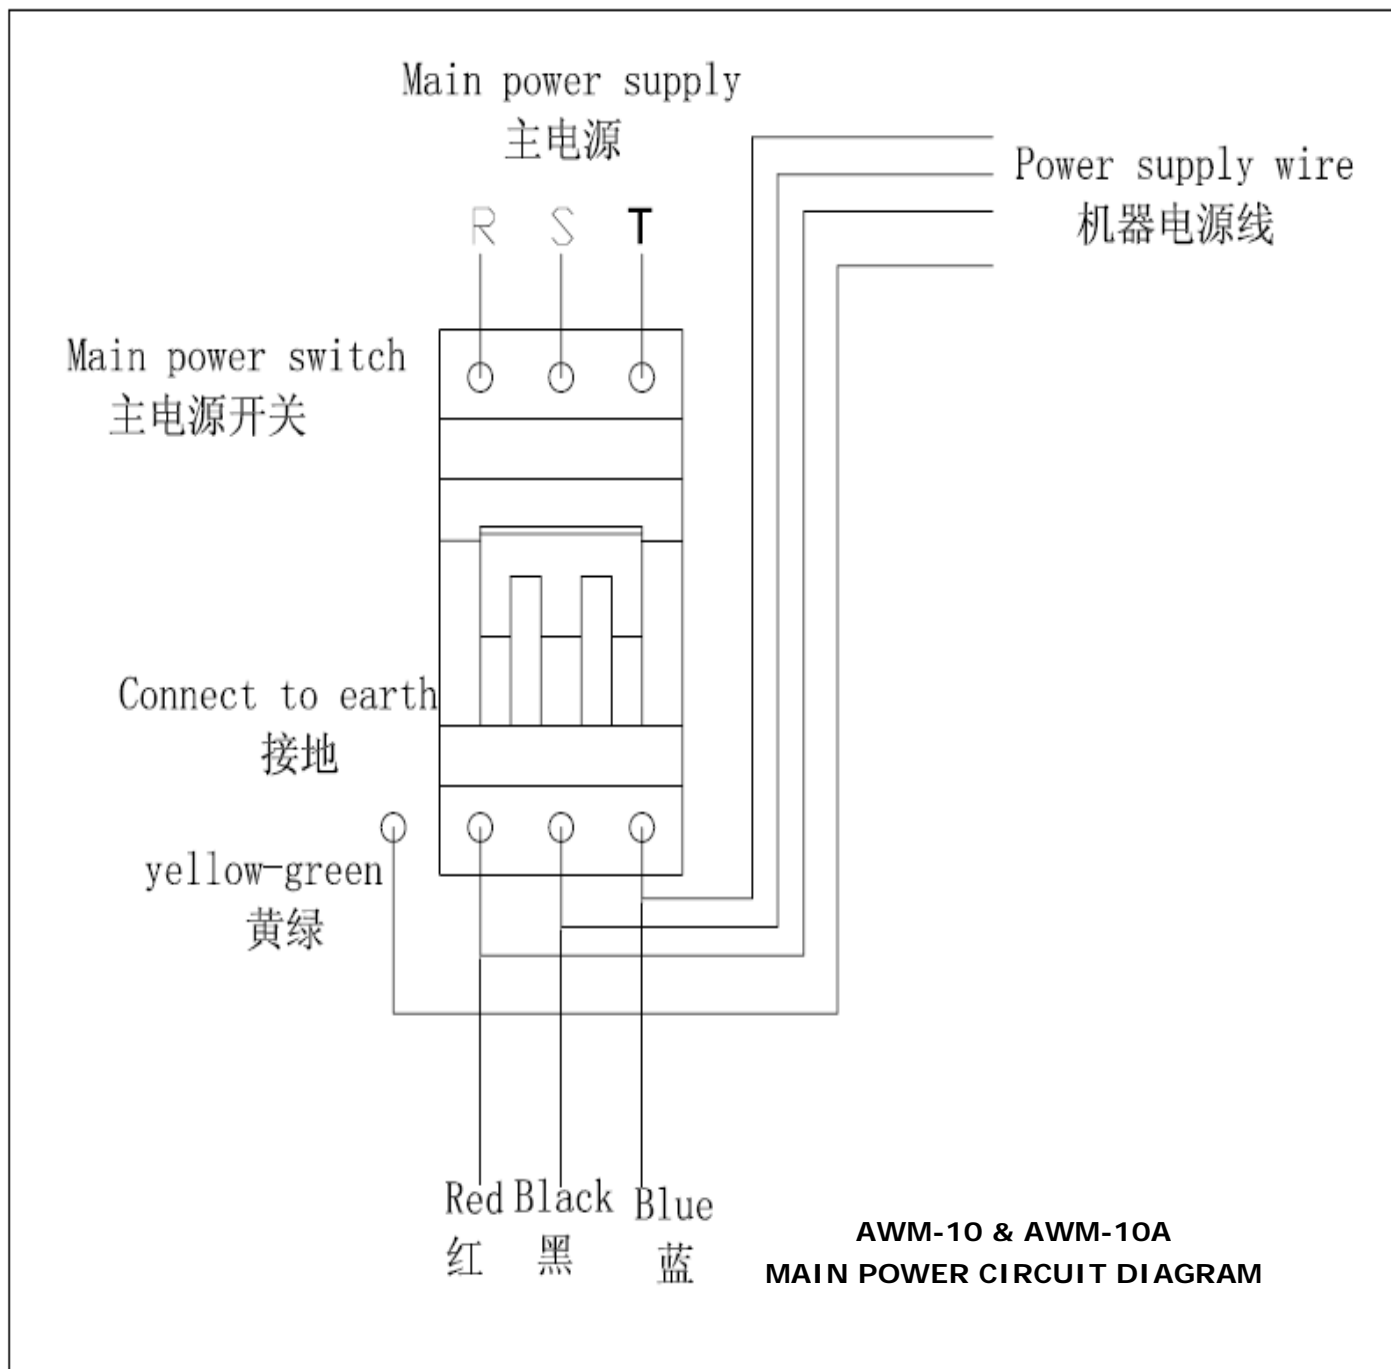 Main power supply
主电源
Power supply wire
机器电源线
R S T
Main power switch
主电源开关
Connect to earth
接地
yellow-green
黄绿
Red Black Blue
红 黑 蓝
AWM-10 & AWM-10A
MAIN POWER CIRCUIT DIAGRAM